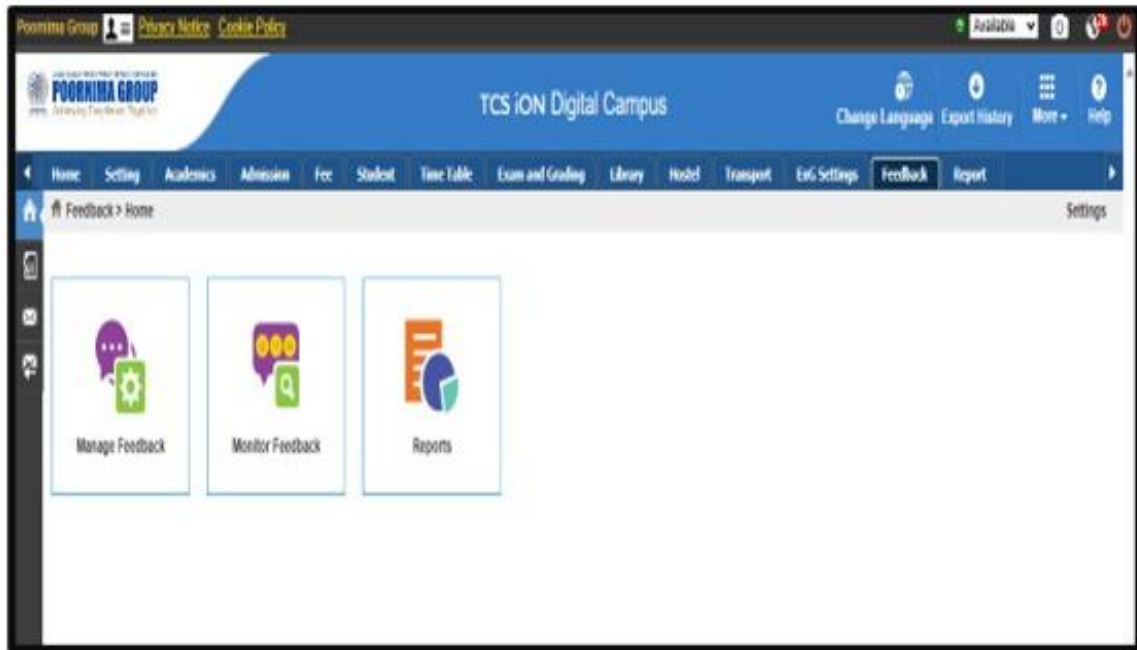 Poornima Group Privacy Notice Cookie Policy Available
POORNIMA GROUP
TCS iON Digital Campus
Change Language Export History More Help
Home Setting Academics Admission Fee Student Time Table Exam and Grading Library Hostel Transport EnG Settings Feedback Report
Feedback > Home Settings
Manage Feedback Monitor Feedback Reports